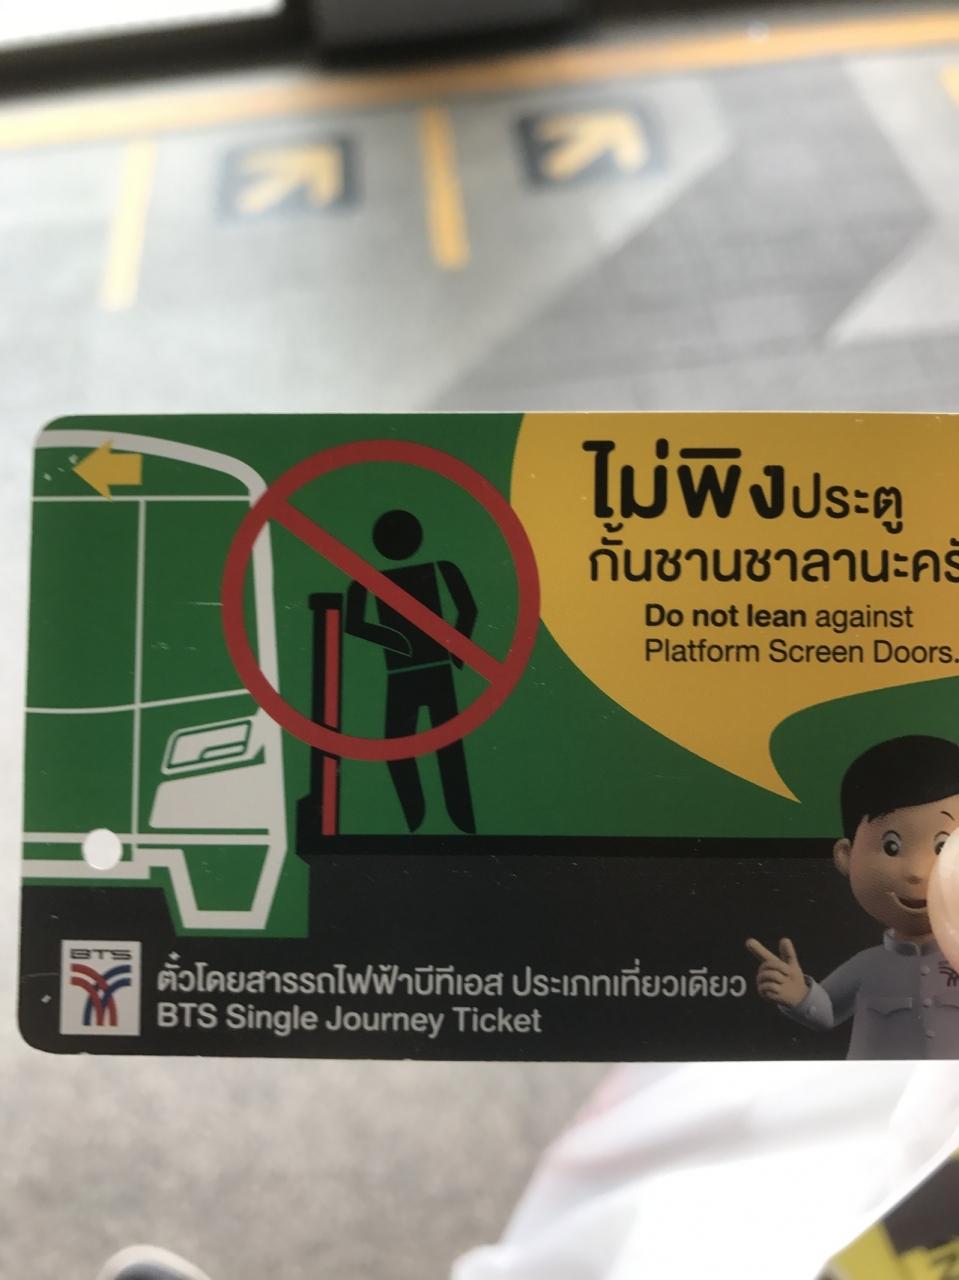 ไม่พิงประตู
กั้นชานชาลานะครั
Do not lean against
Platform Screen Doors.
BTS
ตั๋วโดยสารรถไฟฟ้าบีทีเอส ประเภทเที่ยวเดียว
BTS Single Journey Ticket